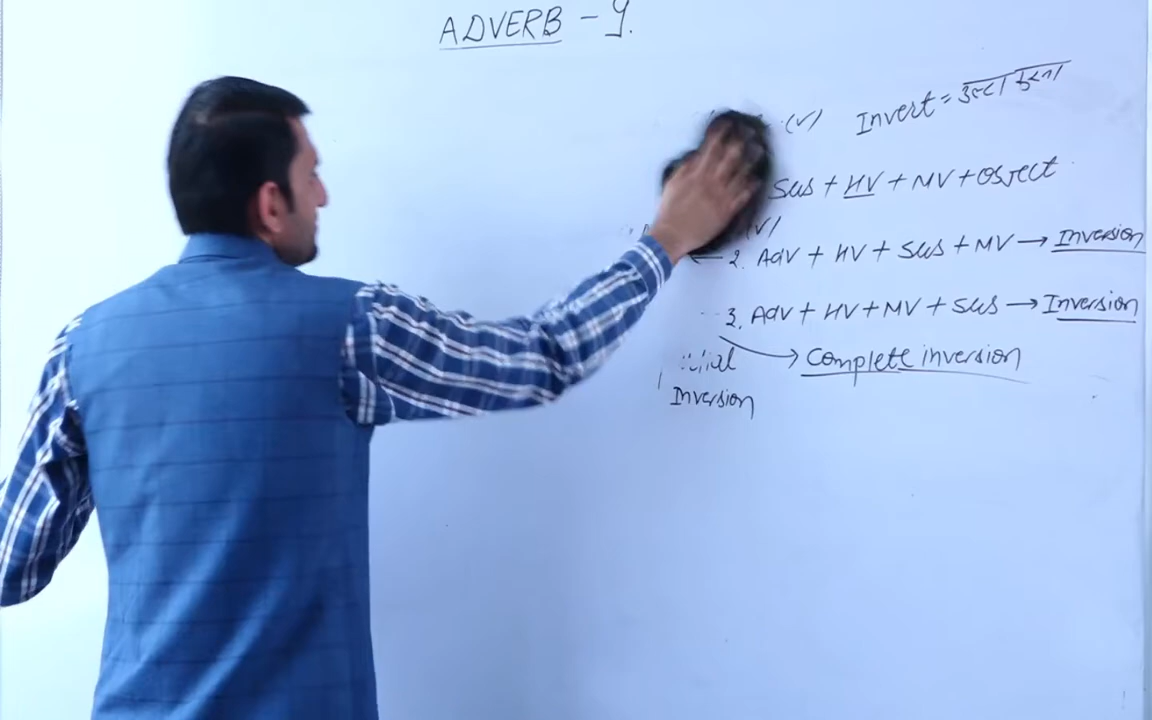 ADVERB - 9.
(V) Invert = उल्टा करना
Sub + HV + MV + Object
(V)
2. Adv + HV + Sub + MV → Inversion
3. Adv + HV + MV + Sub → Inversion
→ Complete inversion
Inversion